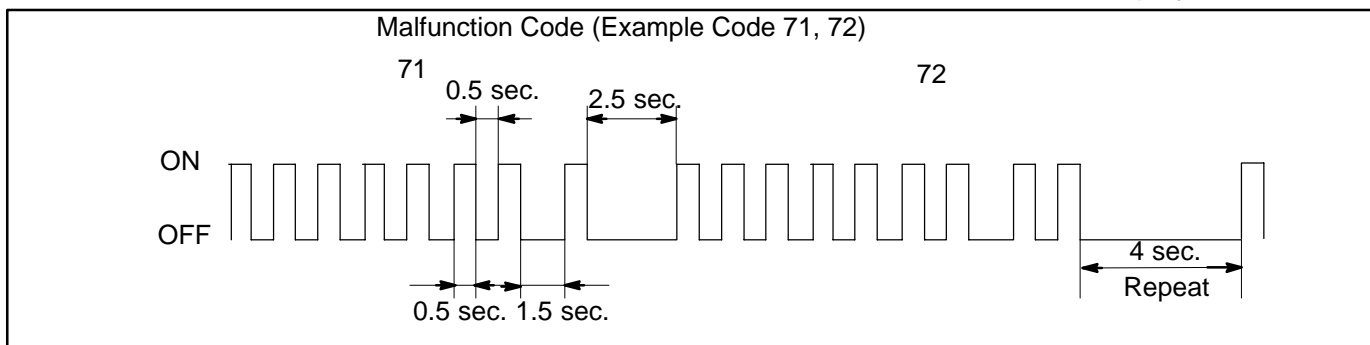 Malfunction Code (Example Code 71, 72)
71
72
0.5 sec.
2.5 sec.
ON
OFF
4 sec.
Repeat
0.5 sec.
1.5 sec.